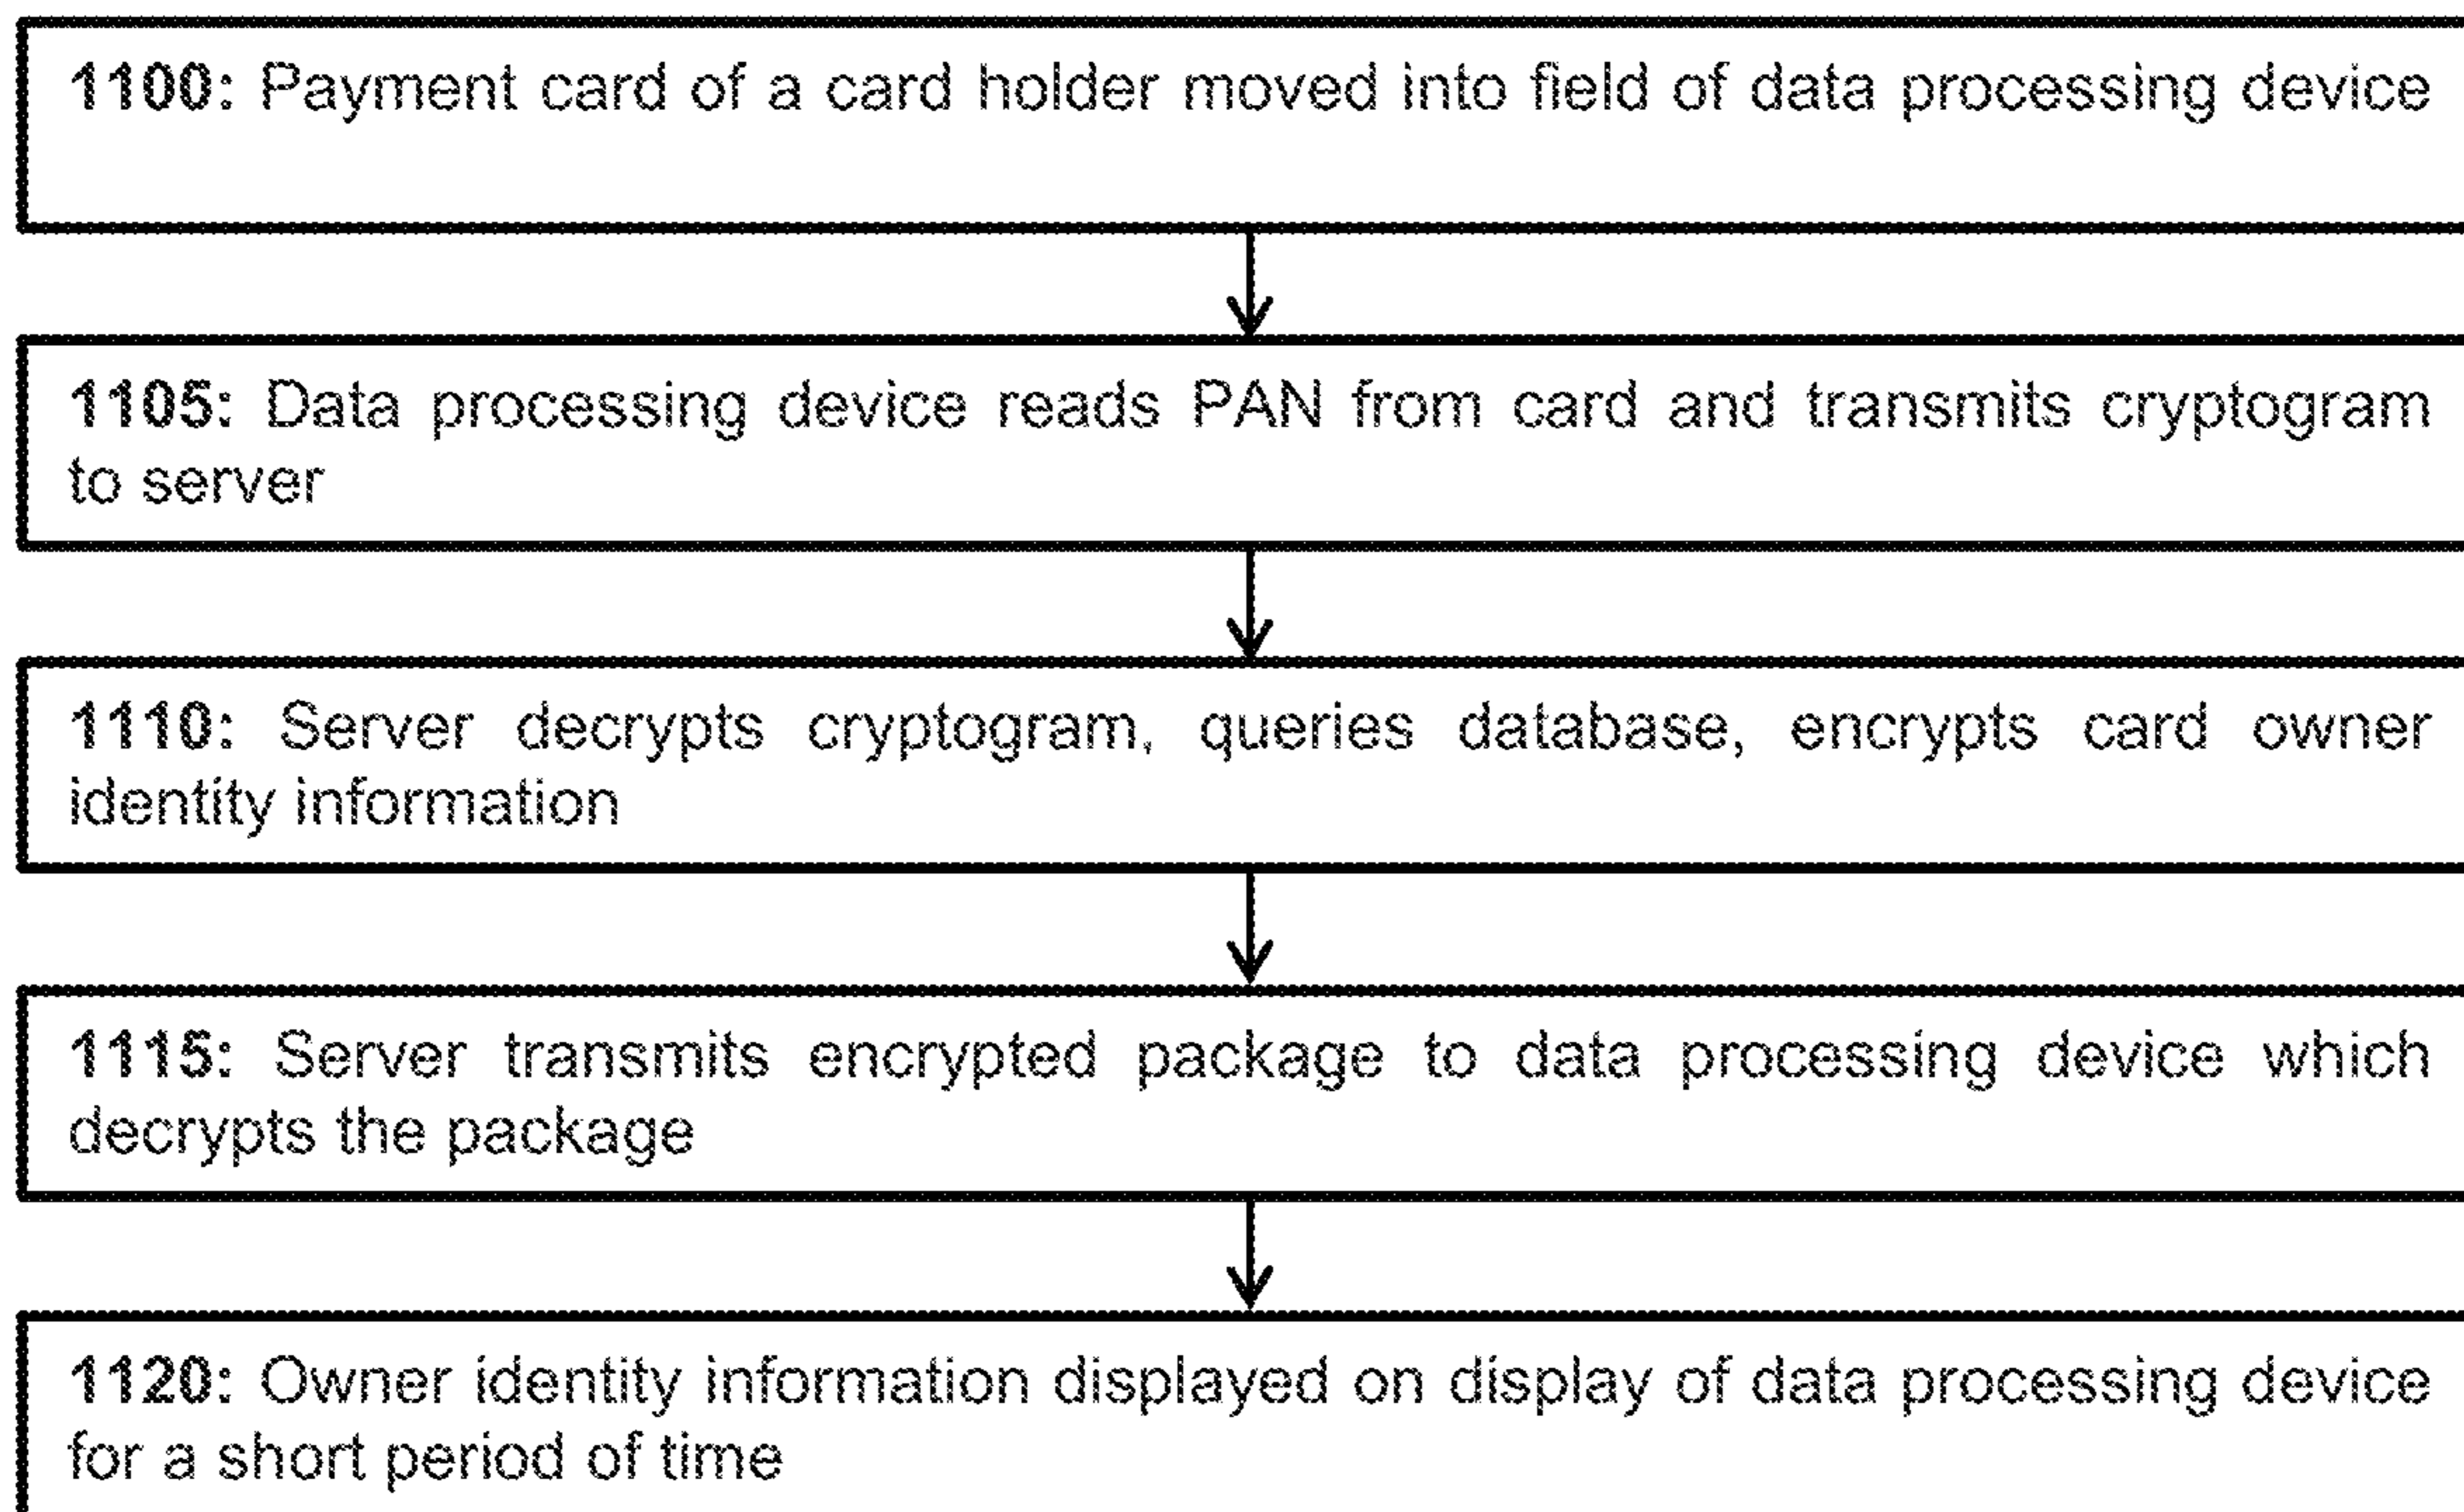 1100: Payment card of a card holder moved into field of data processing device
1105: Data processing device reads PAN from card and transmits cryptogram
to server
1110: Server decrypts cryptogram, queries database, encrypts card owner
identity information
1115: Server transmits encrypted package to data processing device which
decrypts the package
1120: Owner identity information displayed on display of data processing device
for a short period of time